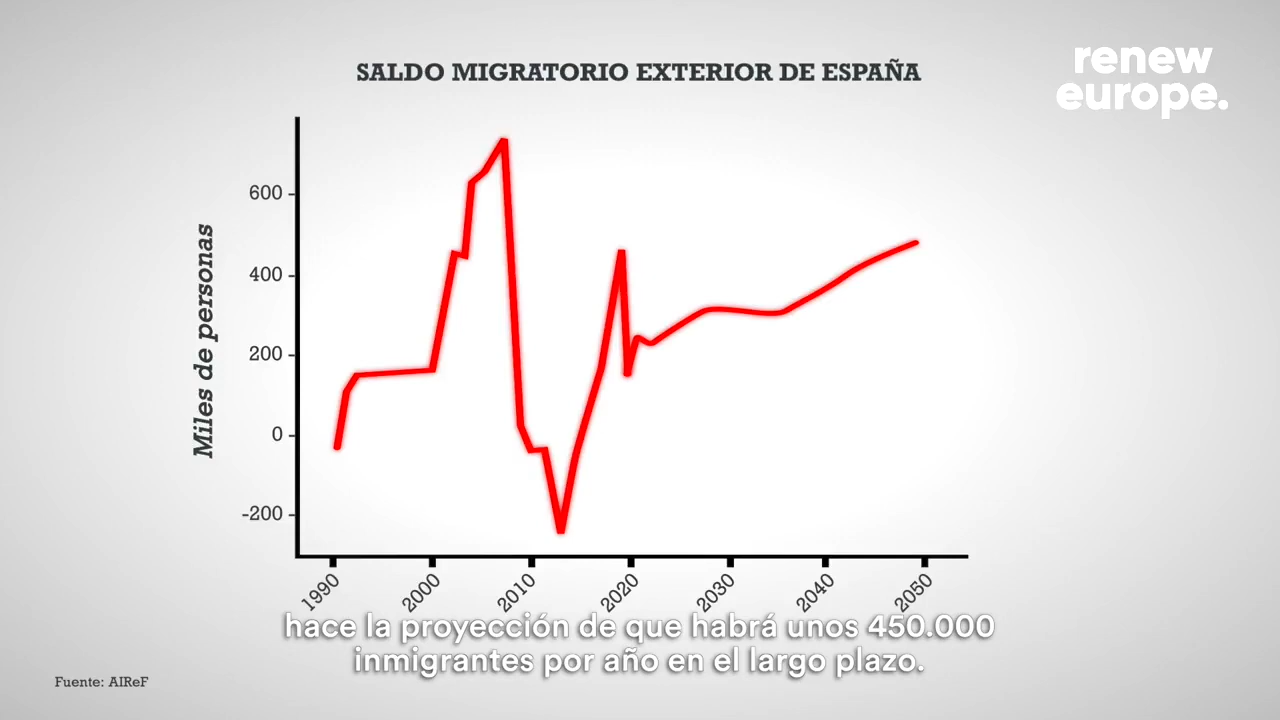 SALDO MIGRATORIO EXTERIOR DE ESPAÑA
renew
europe.
Miles de personas
600
400
200
0
-200
1990
2000
2010
2020
2030
2040
2050
hace la proyección de que habrá unos 450.000
inmigrantes por año en el largo plazo.
Fuente: AIReF